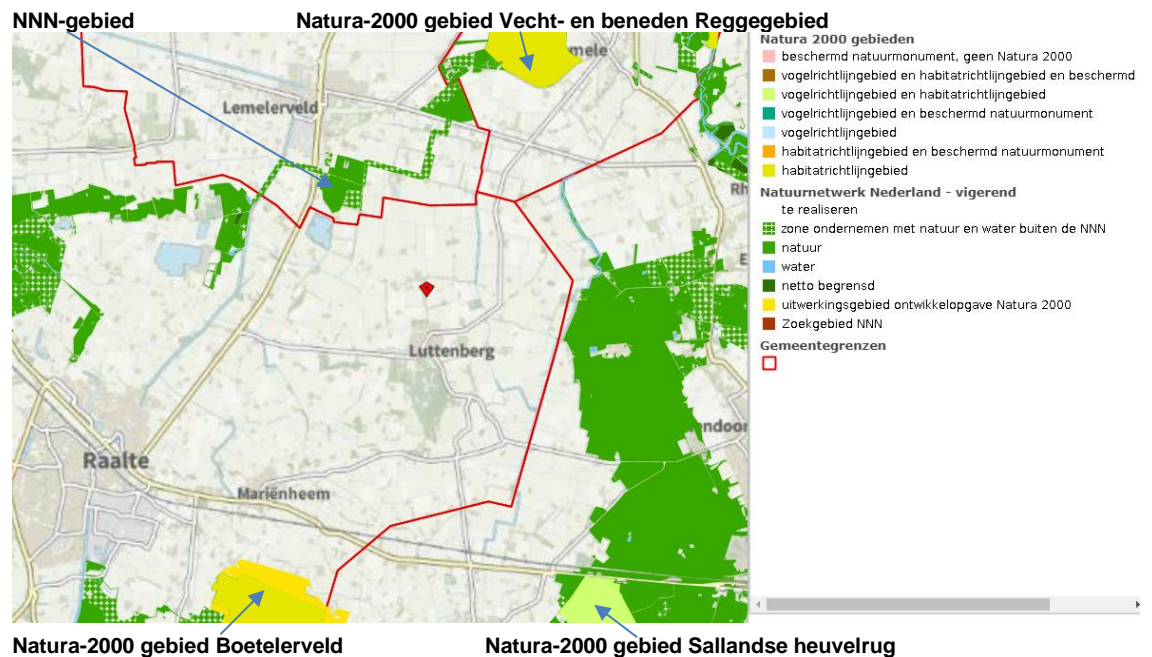 NNN-gebied
Natura-2000 gebied Vecht- en beneden Reggegebied
mele
Lemelerveld
Rh
E
Luttenberg
endoor
Raalte
Mariënheem
Natura 2000 gebieden
beschermd natuurmonument, geen Natura 2000
vogelrichtlijngebied en habitatrichtlijngebied en beschermd
vogelrichtlijngebied en habitatrichtlijngebied
vogelrichtlijngebied en beschermd natuurmonument
vogelrichtlijngebied
habitatrichtlijngebied en beschermd natuurmonument
habitatrichtlijngebied
Natuurnetwerk Nederland - vigerend
te realiseren
zone ondernemen met natuur en water buiten de NNN
natuur
water
netto begrensd
uitwerkingsgebied ontwikkelopgave Natura 2000
Zoekgebied NNN
Gemeentegrenzen
Natura-2000 gebied Boetelerveld
Natura-2000 gebied Sallandse heuvelrug